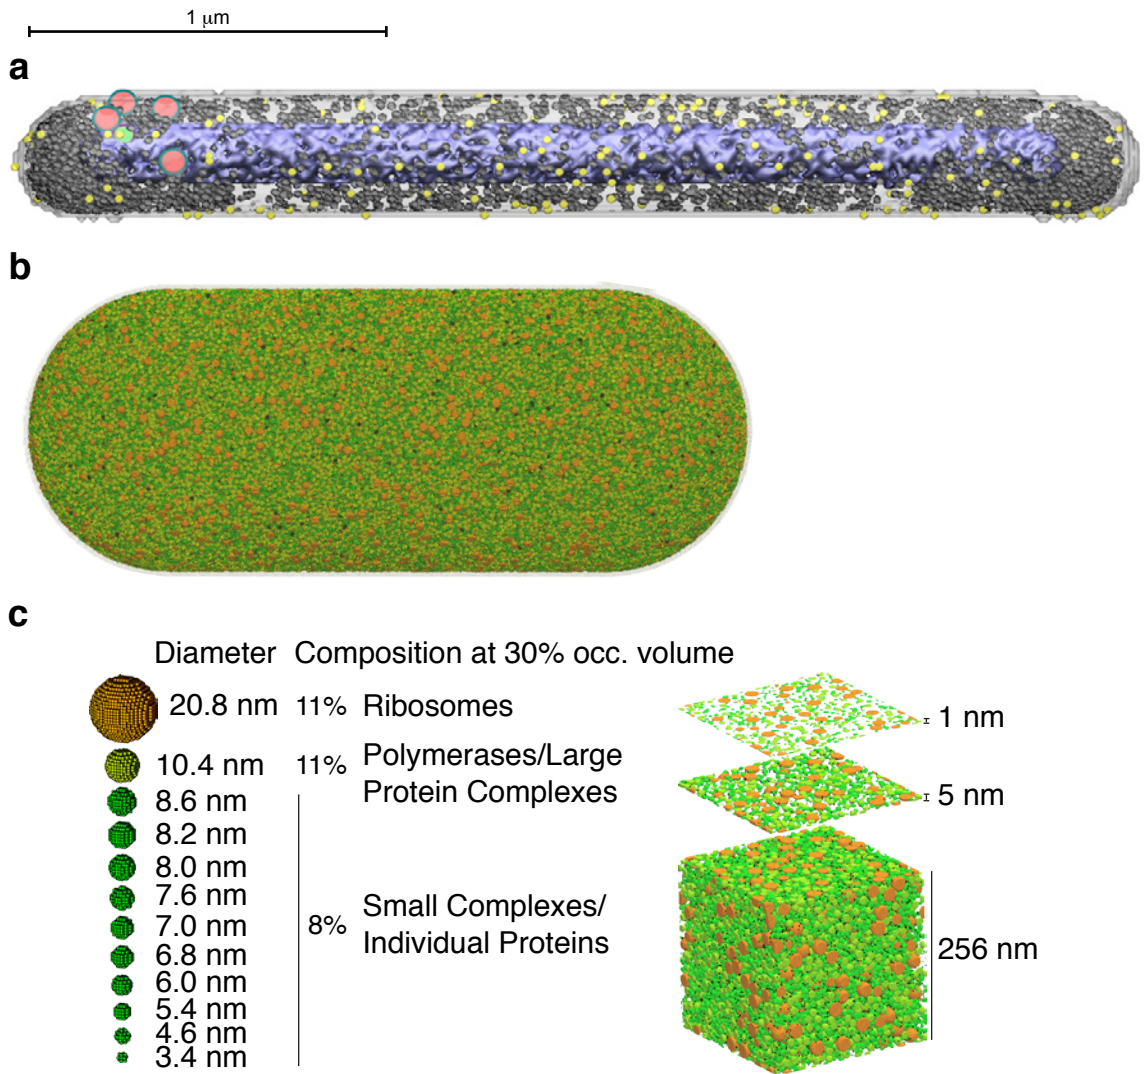 1 μm
a
b
c
Diameter Composition at 30% occ. volume
20.8 nm 11% Ribosomes
10.4 nm 11% Polymerases/Large
Protein Complexes
8.6 nm
8.2 nm
8.0 nm
7.6 nm
7.0 nm
6.8 nm
6.0 nm
5.4 nm
4.6 nm
3.4 nm
8% Small Complexes/
Individual Proteins
1 nm
5 nm
256 nm